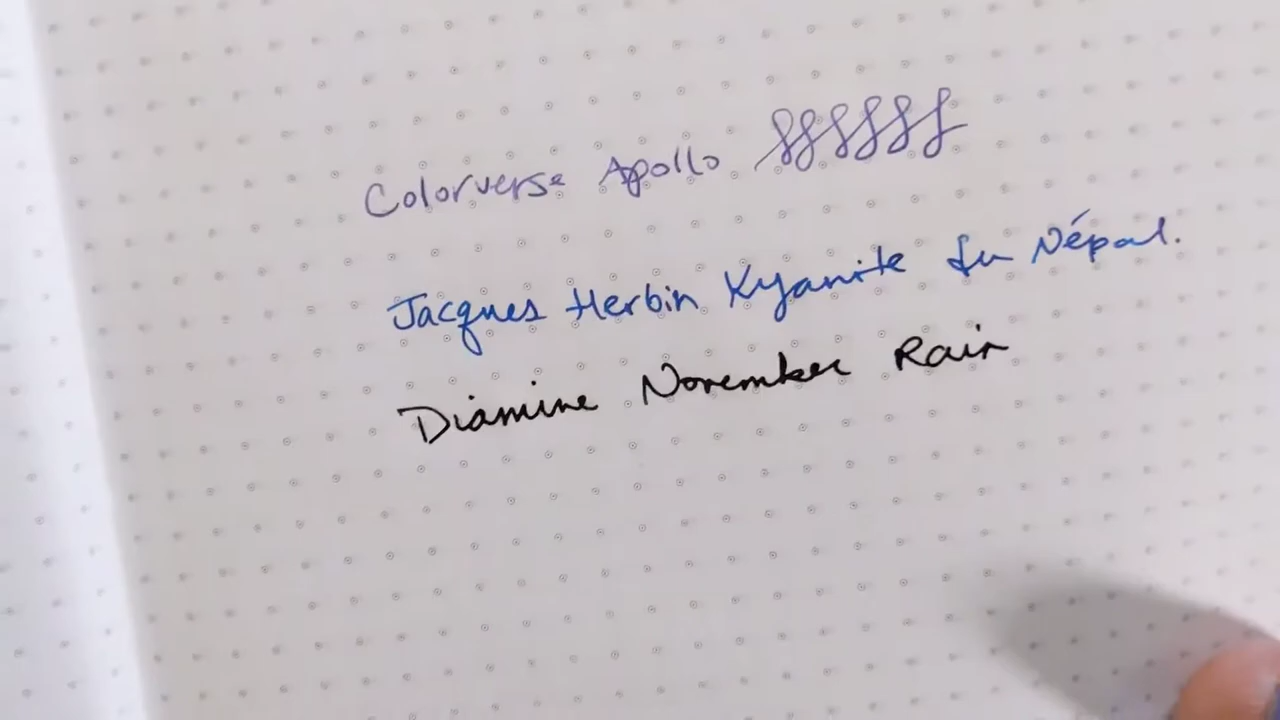 Colorverse Apollo
Jacques Herbin Kyanite du Népal.
Diamine November Rain